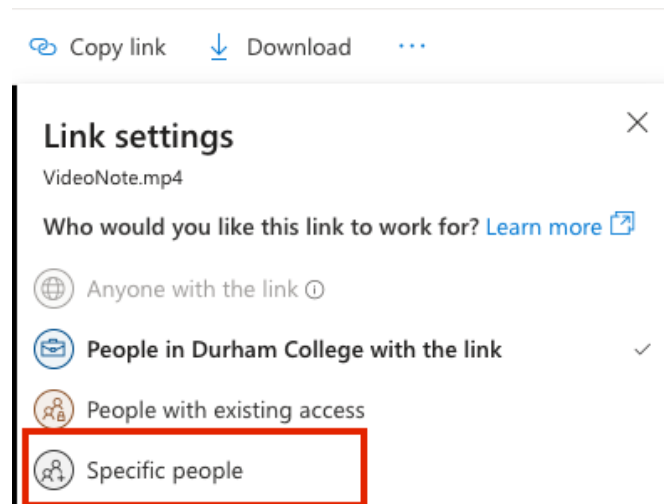 Copy link Download ...
Link settings
VideoNote.mp4
Who would you like this link to work for? Learn more
Anyone with the link
People in Durham College with the link
People with existing access
Specific people